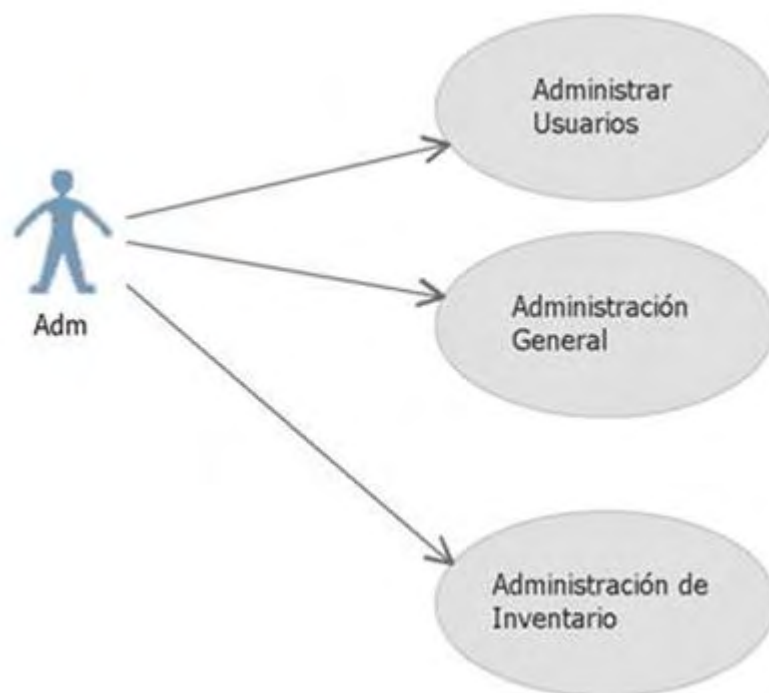 Administrar
Usuarios
Adm
Administración
General
Administración de
Inventario